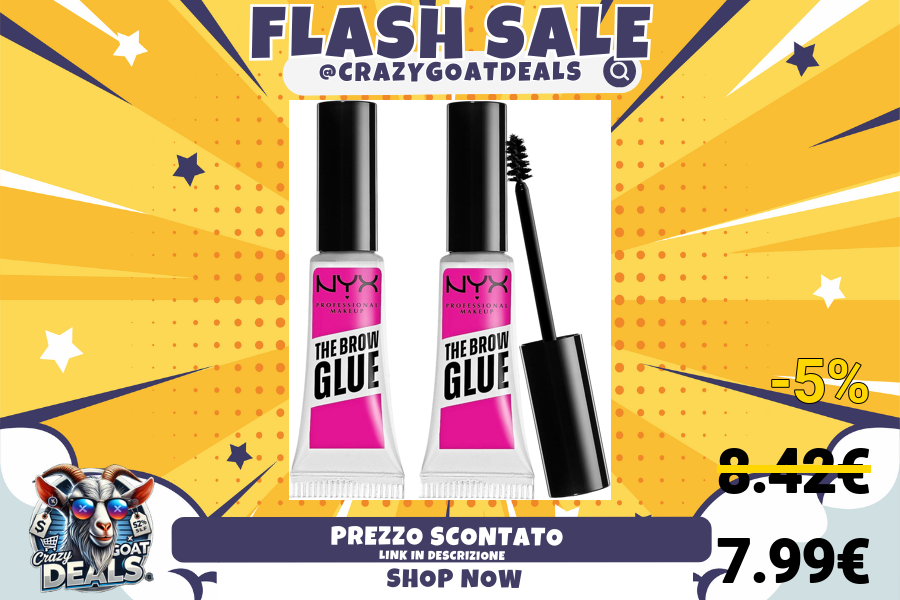 FLASH SALE
@CRAZYGOATDEALS
NYX
PROFESSIONAL
MAKEUP
THE BROW
GLUE
NYX
PROFESSIONAL
MAKEUP
THE BROW
GLUE
-5%
8.42€
7.99€
PREZZO SCONTATO
LINK IN DESCRIZIONE
SHOP NOW
$
52%
Crazy
GOAT
DEALS